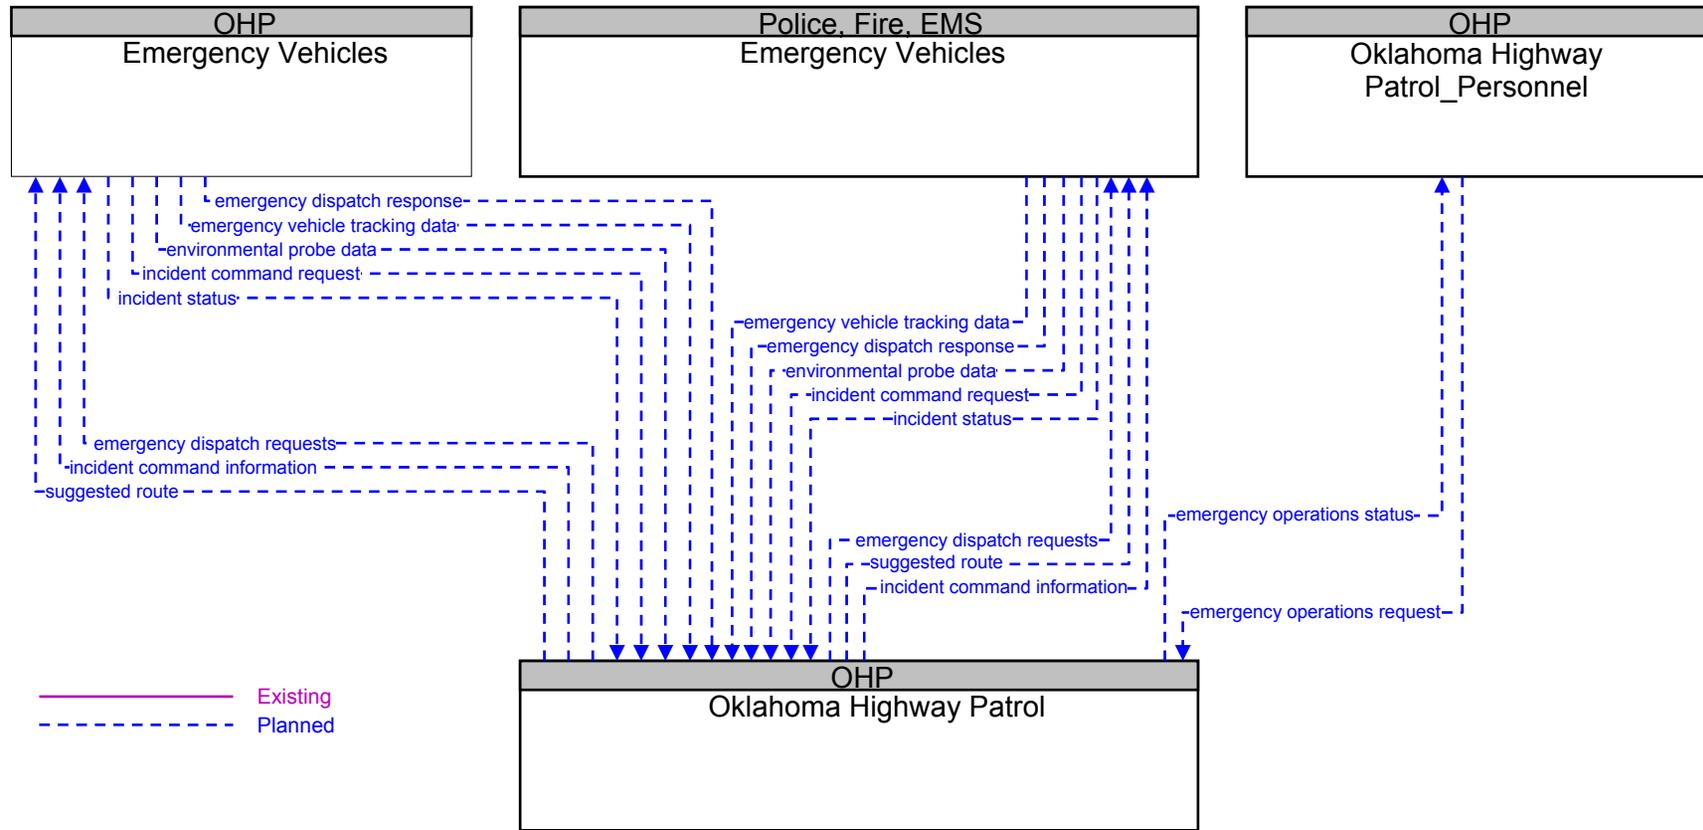 OHP
Emergency Vehicles
Police, Fire, EMS
Emergency Vehicles
OHP
Oklahoma Highway
Patrol_Personnel
emergency dispatch response
emergency vehicle tracking data
environmental probe data
incident command request
incident status
emergency vehicle tracking data
emergency dispatch response
environmental probe data
incident command request
incident status
emergency dispatch requests
incident command information
suggested route
emergency operations status
emergency dispatch requests
suggested route
incident command information
emergency operations request
OHP
Oklahoma Highway Patrol
Existing
Planned